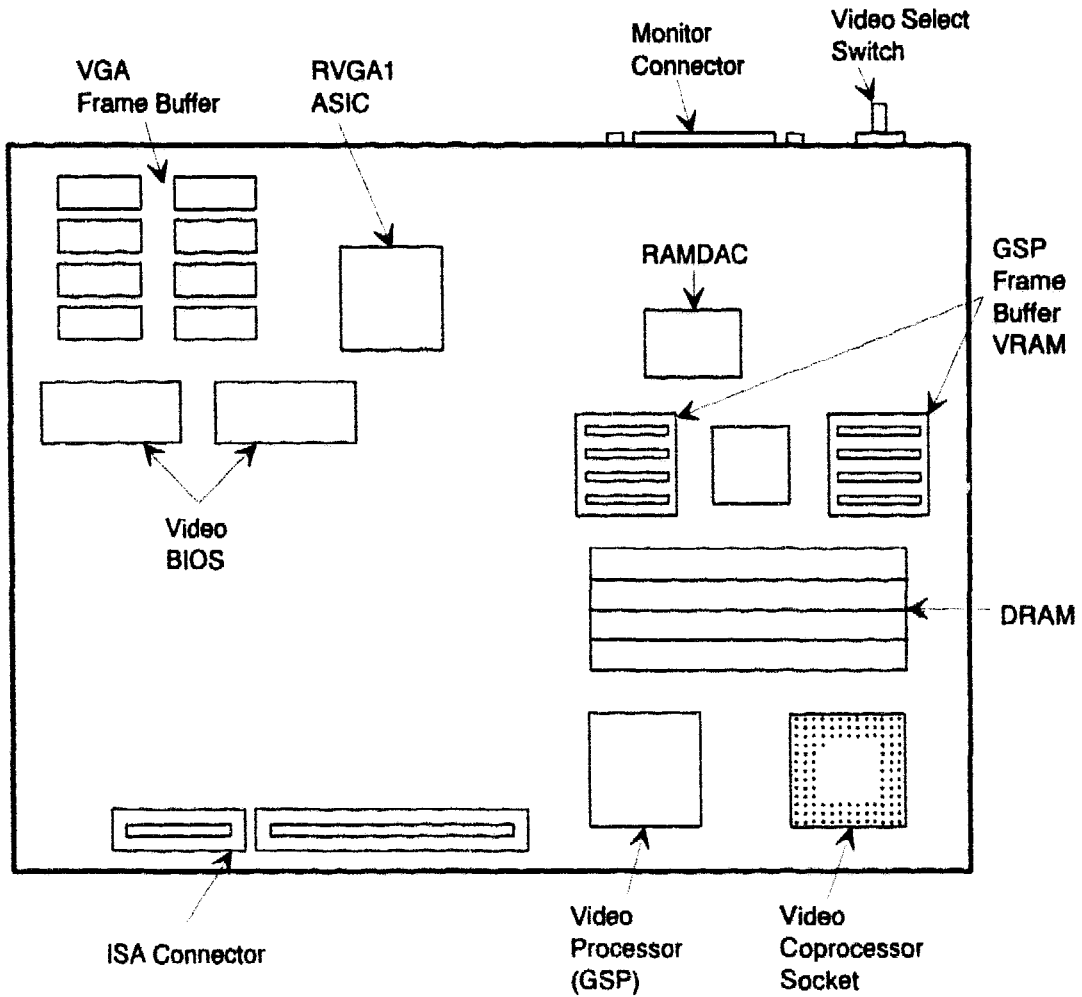 Video Select
Switch
Monitor
Connector
VGA
Frame Buffer
RVGA1
ASIC
RAMDAC
GSP
Frame
Buffer
VRAM
Video
BIOS
DRAM
ISA Connector
Video
Processor
(GSP)
Video
Coprocessor
Socket